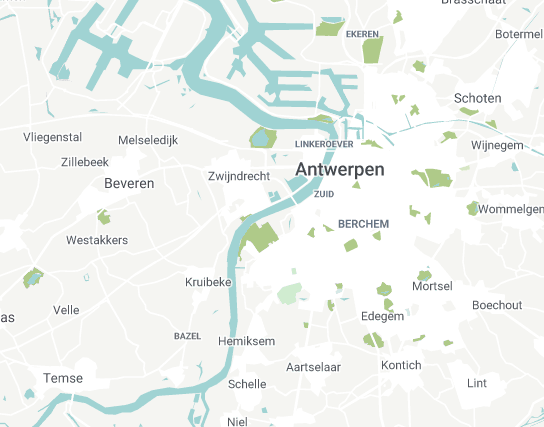 Brasschaat
EKEREN
Botermel
Schoten
Vliegenstal
Melseledijk
LINKEROEVER
Wijnegem
Zillebeek
Antwerpen
Beveren
Zwijndrecht
ZUID
Wommelgem
BERCHEM
Westakkers
Kruibeke
Mortsel
Velle
Boechout
as
Edegem
BAZEL
Hemiksem
Aartselaar
Kontich
Temse
Schelle
Lint
Niel